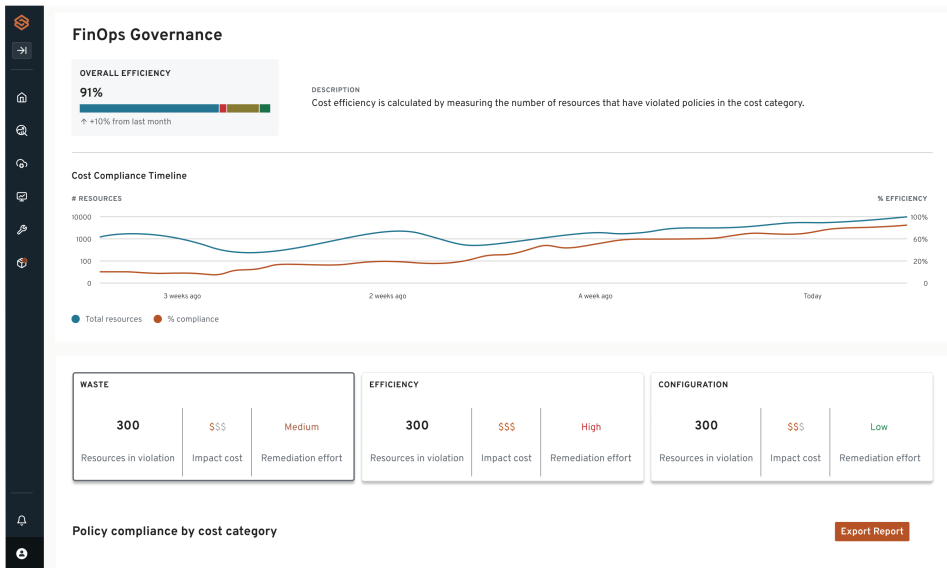 FinOps Governance
OVERALL EFFICIENCY
91%
↑ +10% from last month
DESCRIPTION
Cost efficiency is calculated by measuring the number of resources that have violated policies in the cost category.
Cost Compliance Timeline
# RESOURCES
% EFFICIENCY
10000
100%
1000
60%
100
20%
0
0
3 weeks ago
2 weeks ago
A week ago
Today
Total resources
% compliance
WASTE
300
$$$
Medium
Resources in violation
Impact cost
Remediation effort
EFFICIENCY
300
$$$
High
Resources in violation
Impact cost
Remediation effort
CONFIGURATION
300
$$$
Low
Resources in violation
Impact cost
Remediation effort
Policy compliance by cost category
Export Report